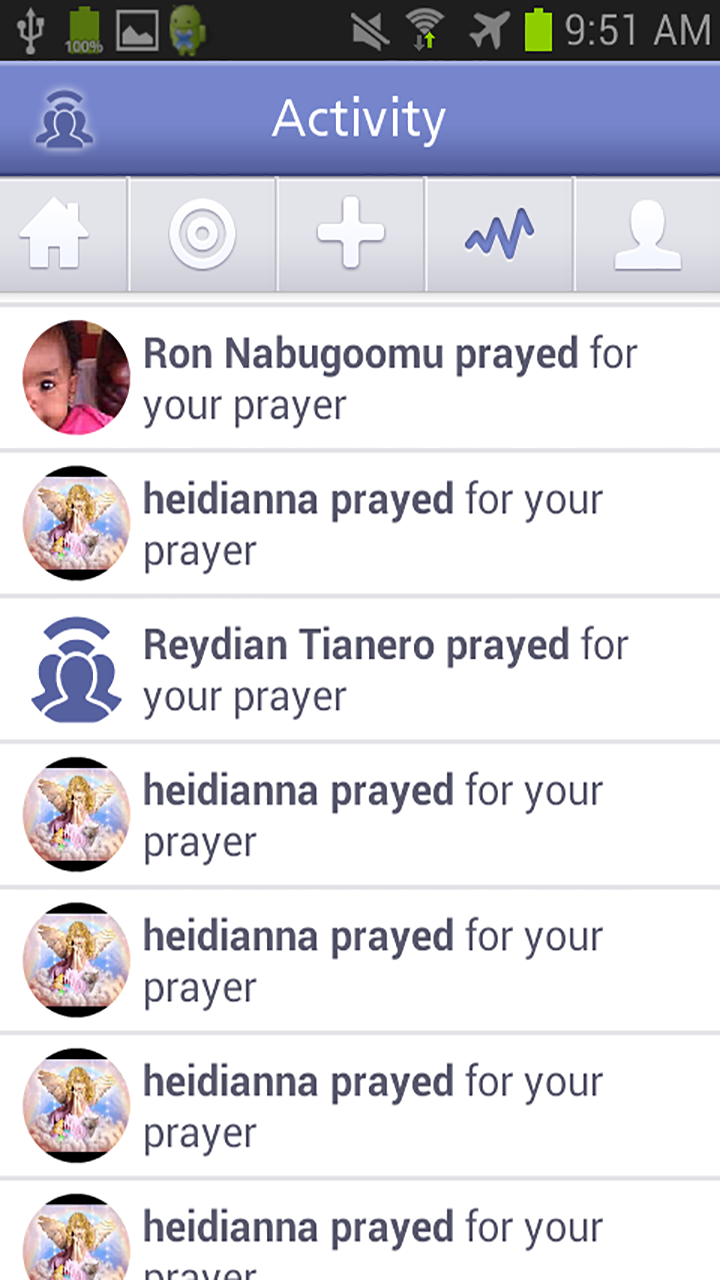 100%
9:51 AM
Activity
Ron Nabugoomu prayed for
your prayer
heidianna prayed for your
prayer
Reydian Tianero prayed for
your prayer
heidianna prayed for your
prayer
heidianna prayed for your
prayer
heidianna prayed for your
prayer
heidianna prayed for your
prayer